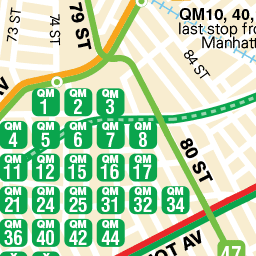 QM10, 40,
last stop fro
Manhatt
73 ST
74 ST
79 ST
84 ST
AV
QM 1 QM 2 QM 3
QM 4 QM 5 QM 6 QM 7 QM 8
QM 11 QM 12 QM 15 QM 16 QM 17
QM 21 QM 24 QM 25 QM 31 QM 32 QM 34
QM 36 QM 40 QM 42 QM 44
80 ST
OT AV
47